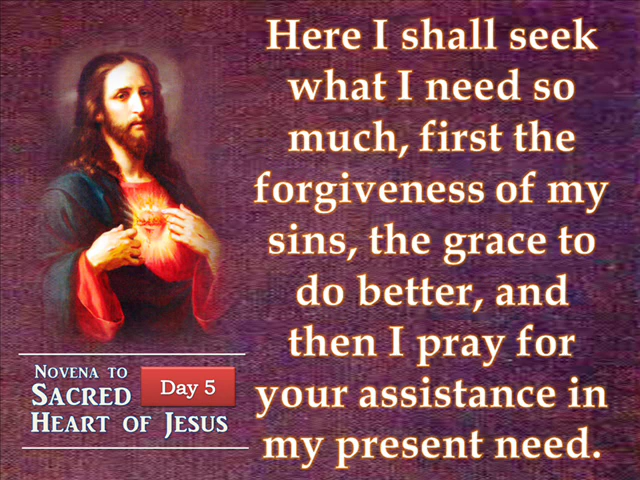 Here I shall seek
what I need so
much, first the
forgiveness of my
sins, the grace to
do better, and
then I pray for
your assistance in
my present need.
Novena to
Sacred
Heart of Jesus
Day 5